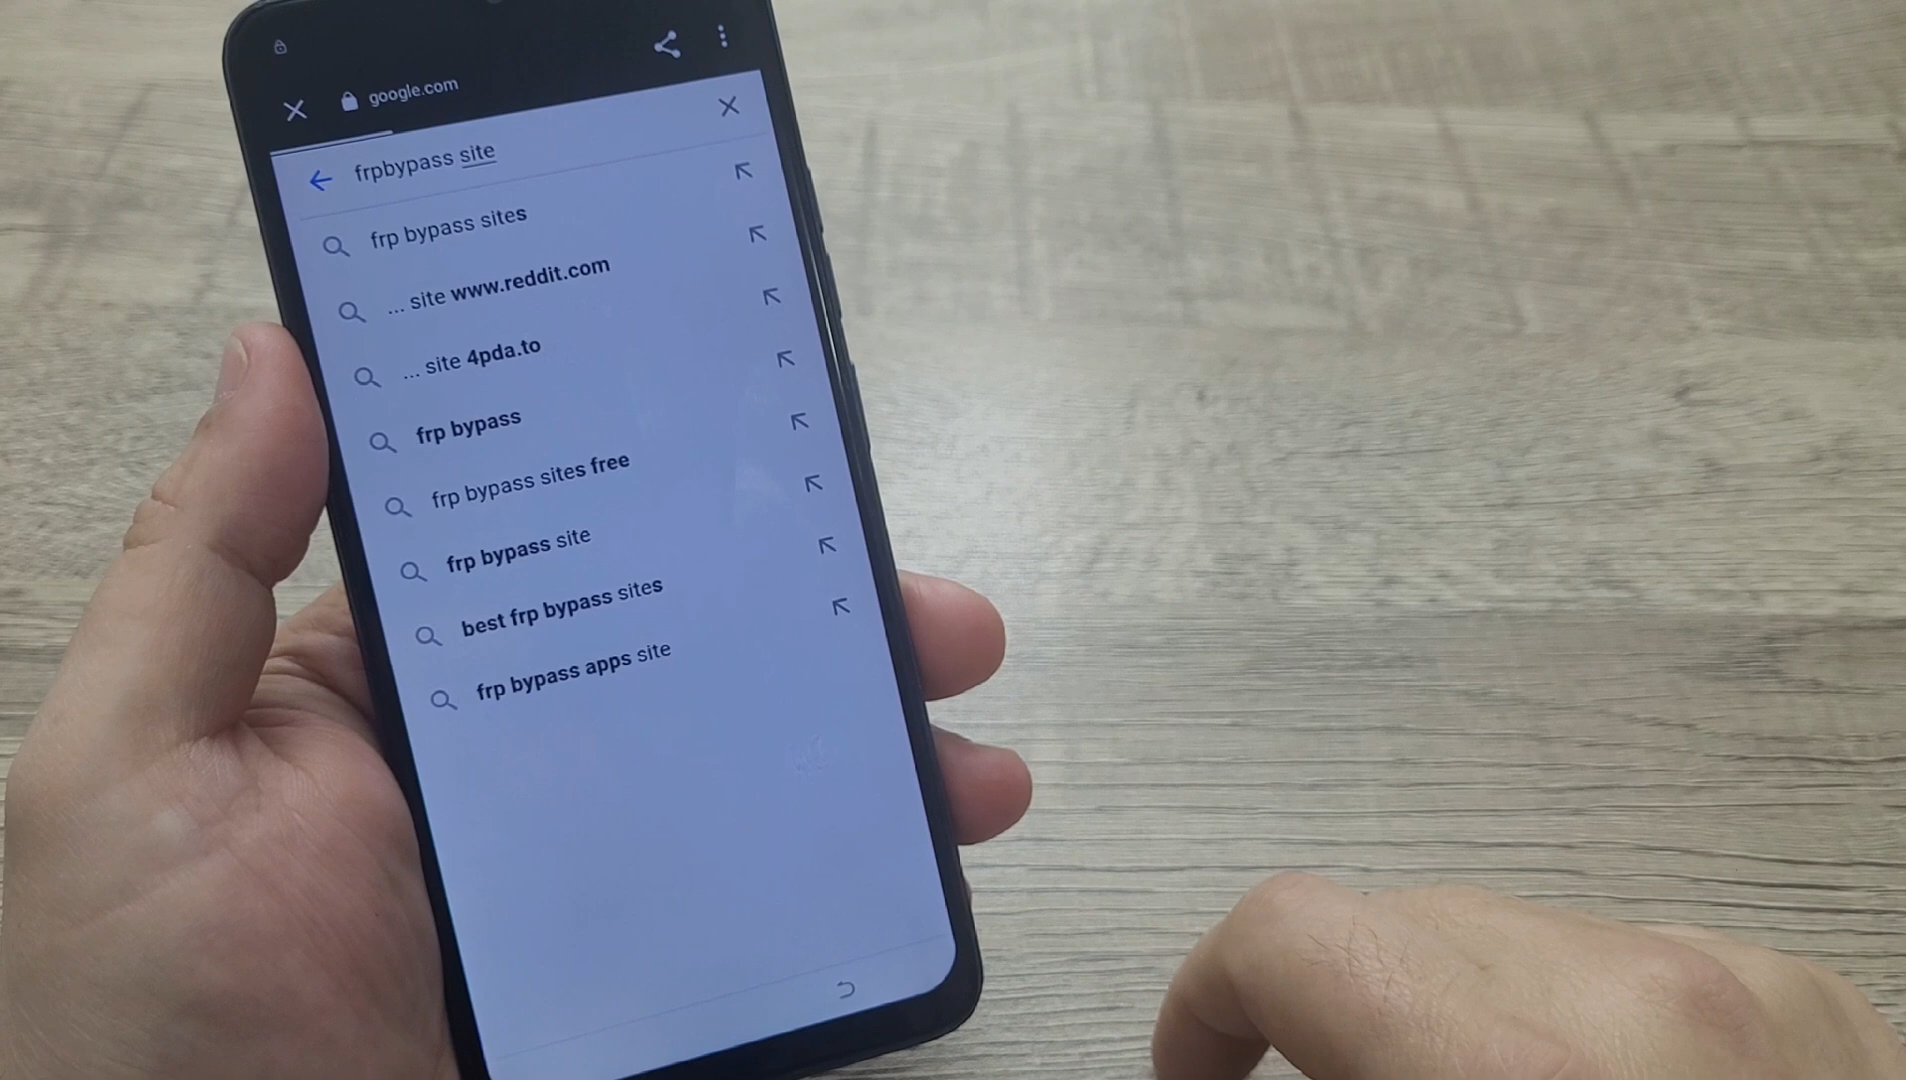 google.com
frpbypass site
frp bypass sites
... site www.reddit.com
... site 4pda.to
frp bypass
frp bypass sites free
frp bypass site
best frp bypass sites
frp bypass apps site